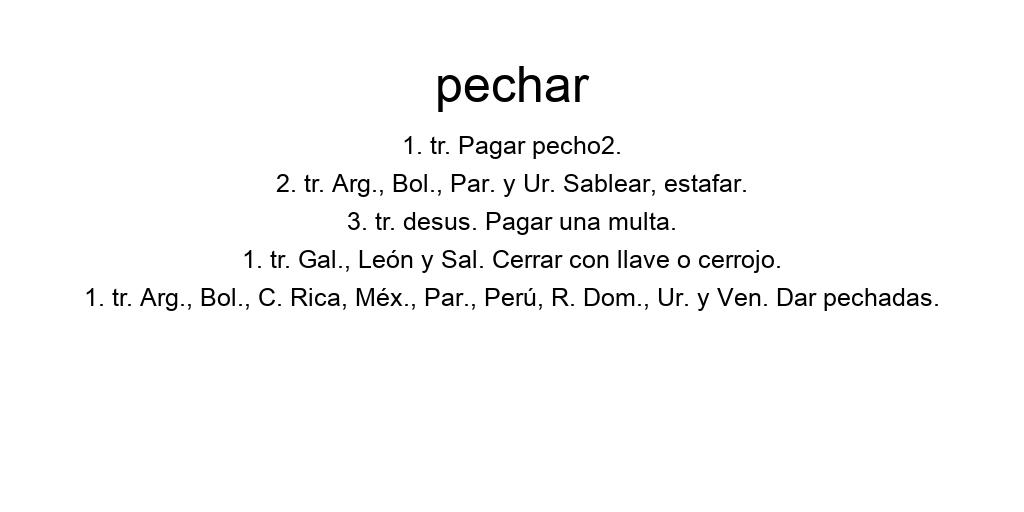 pechar
1. tr. Pagar pecho2.
2. tr. Arg., Bol., Par. y Ur. Sablear, estafar.
3. tr. desus. Pagar una multa.
1. tr. Gal., León y Sal. Cerrar con llave o cerrojo.
1. tr. Arg., Bol., C. Rica, Méx., Par., Perú, R. Dom., Ur. y Ven. Dar pechadas.